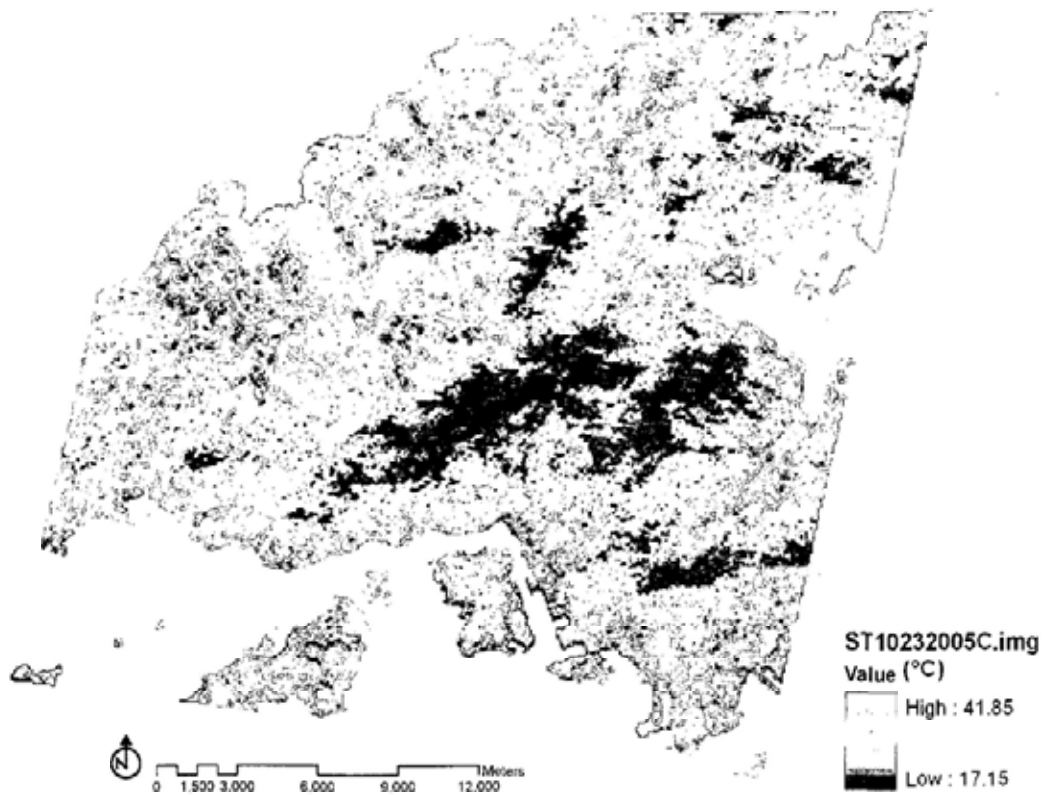 ST10232005C.img
Value (°C)
High : 41.85
Low : 17.15
N
Meters
0 1,500 3,000 6,000 9,000 12,000